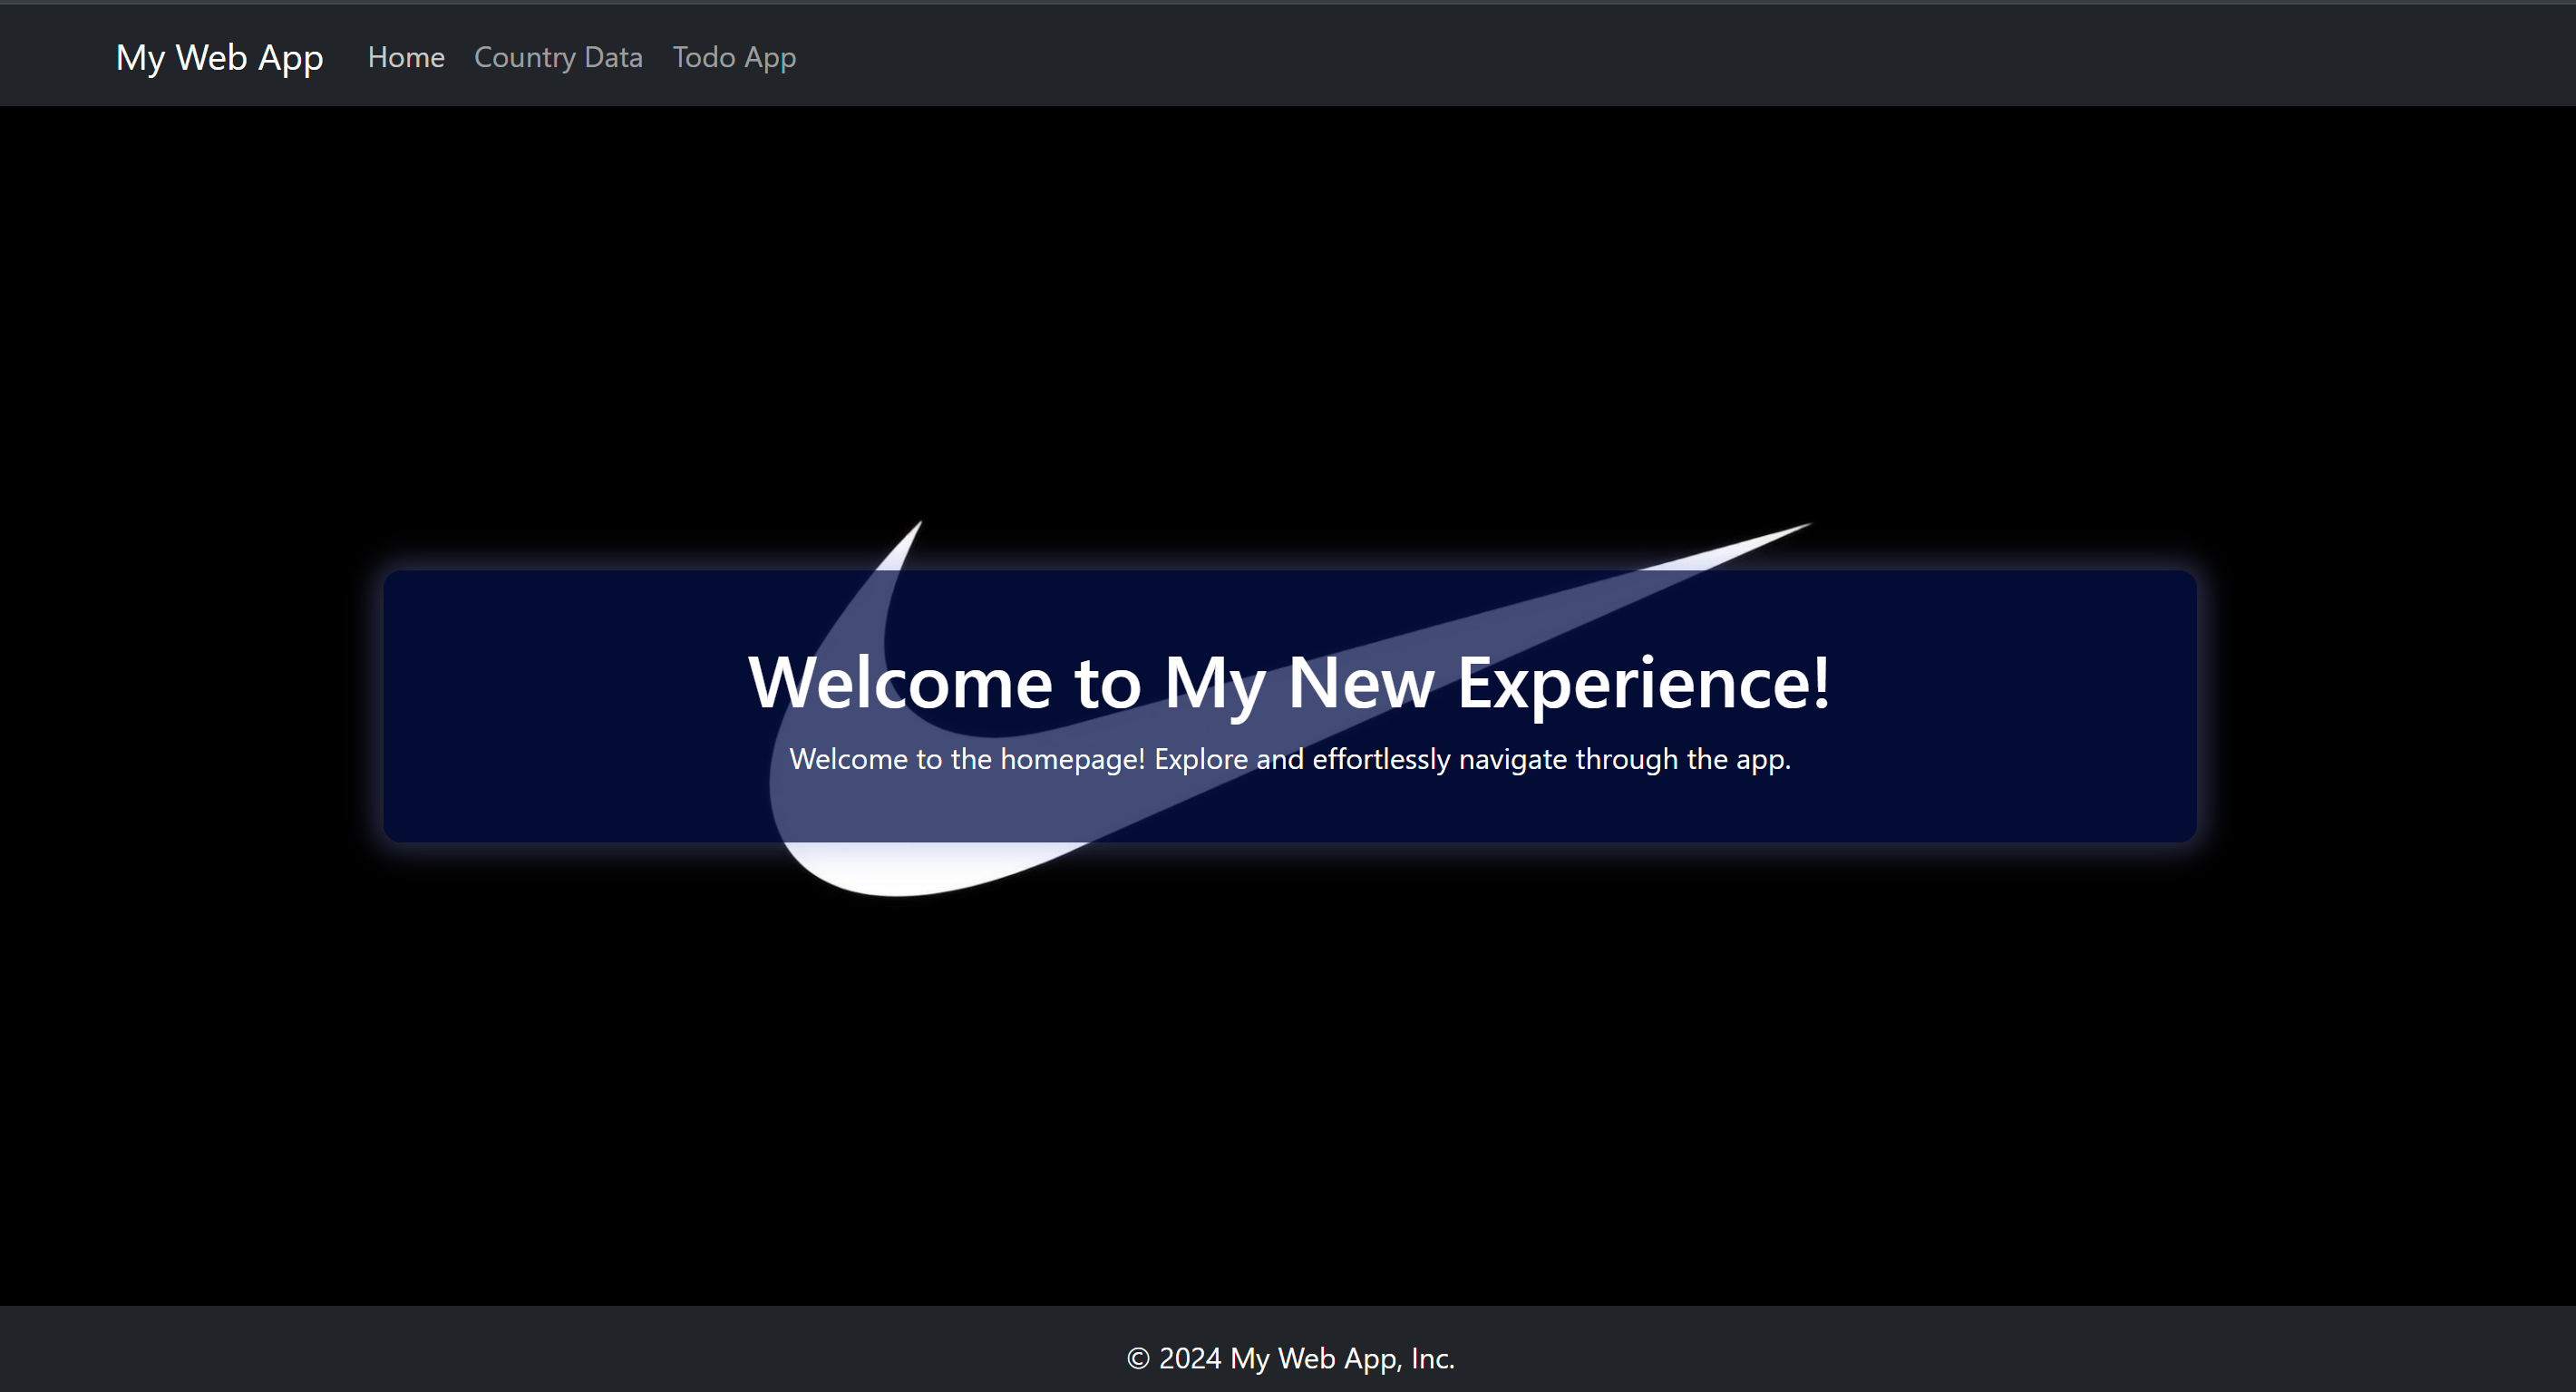 My Web App Home Country Data Todo App
Welcome to My New Experience!
Welcome to the homepage! Explore and effortlessly navigate through the app.
© 2024 My Web App, Inc.